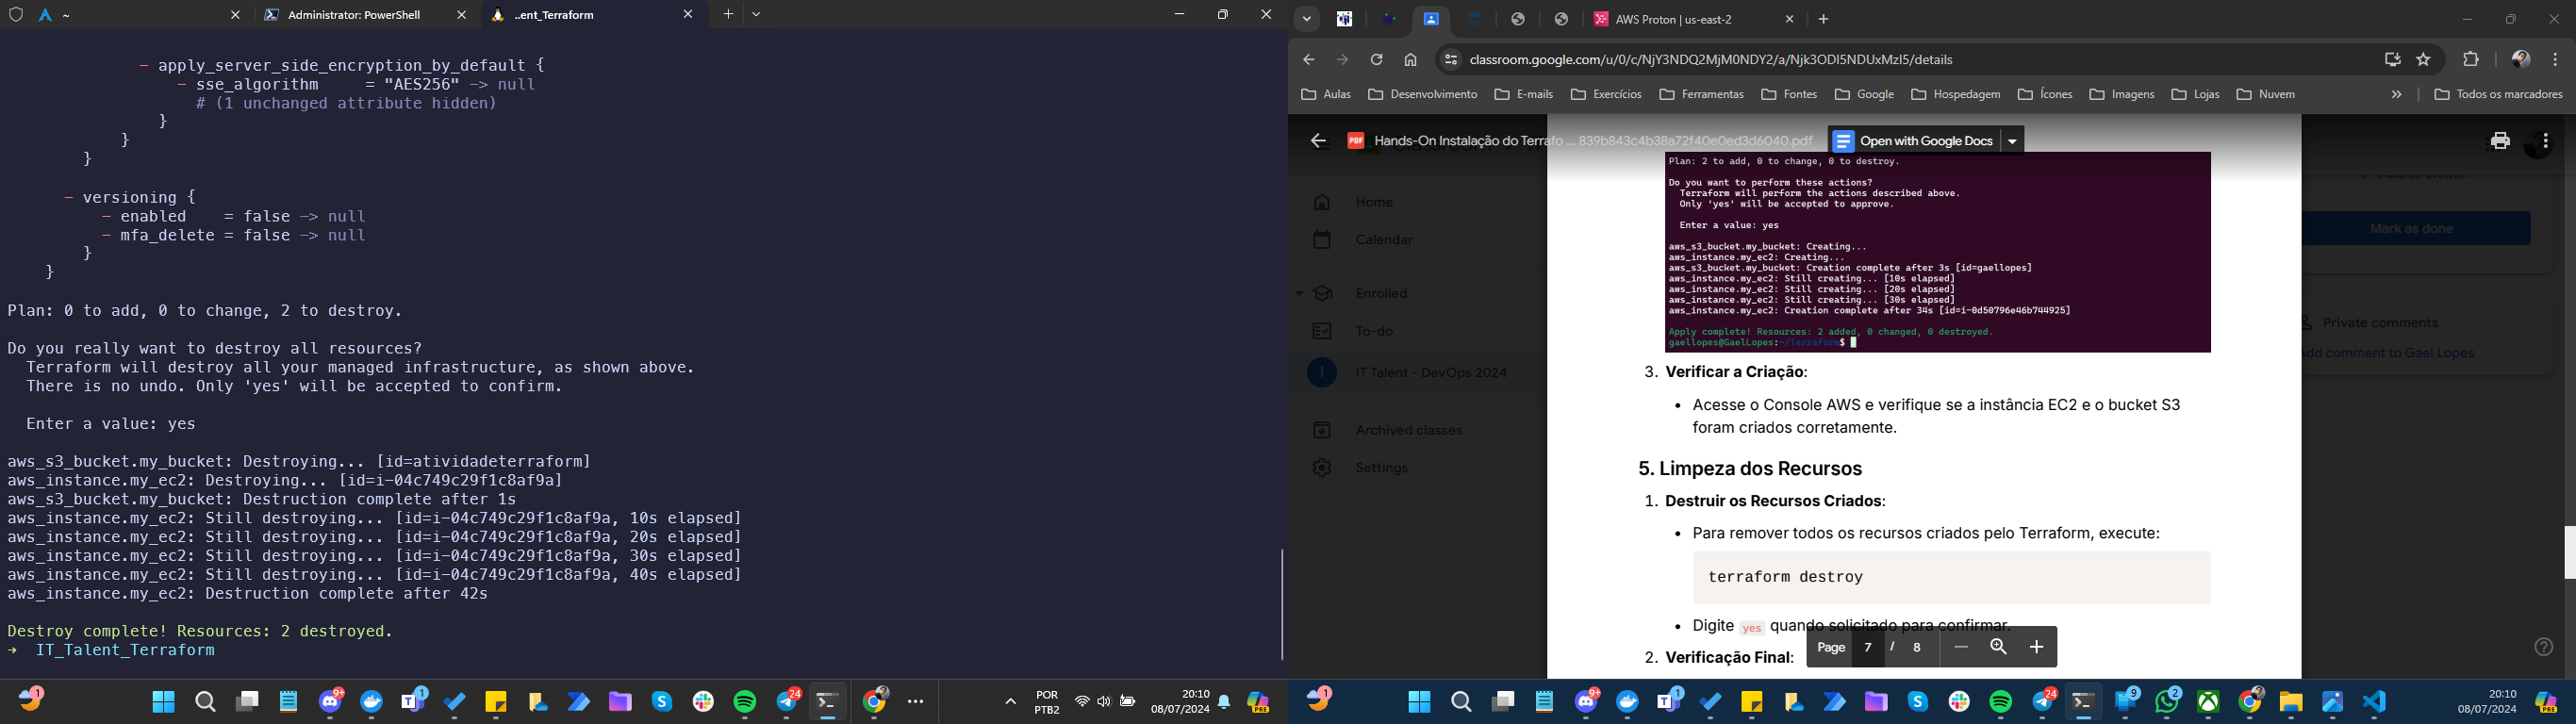 ~
Administrator: PowerShell
..ent_Terraform
- apply_server_side_encryption_by_default {
- sse_algorithm     = "AES256" -> null
# (1 unchanged attribute hidden)
}
}
}
- versioning {
- enabled    = false -> null
- mfa_delete = false -> null
}
}
Plan: 0 to add, 0 to change, 2 to destroy.
Do you really want to destroy all resources?
Terraform will destroy all your managed infrastructure, as shown above.
There is no undo. Only 'yes' will be accepted to confirm.
Enter a value: yes
aws_s3_bucket.my_bucket: Destroying... [id=atividadeterraform]
aws_instance.my_ec2: Destroying... [id=i-04c749c29f1c8af9a]
aws_s3_bucket.my_bucket: Destruction complete after 1s
aws_instance.my_ec2: Still destroying... [id=i-04c749c29f1c8af9a, 10s elapsed]
aws_instance.my_ec2: Still destroying... [id=i-04c749c29f1c8af9a, 20s elapsed]
aws_instance.my_ec2: Still destroying... [id=i-04c749c29f1c8af9a, 30s elapsed]
aws_instance.my_ec2: Still destroying... [id=i-04c749c29f1c8af9a, 40s elapsed]
aws_instance.my_ec2: Destruction complete after 42s
Destroy complete! Resources: 2 destroyed.
→ IT_Talent_Terraform
1
9+
1
24
POR
PTB2
20:10
08/07/2024
PRE
AWS Proton | us-east-2
classroom.google.com/u/0/c/NjY3NDQ2MjM0NDY2/a/Njk3ODI5NDUxMzI5/details
Aulas
Desenvolvimento
E-mails
Exercícios
Ferramentas
Fontes
Google
Hospedagem
Ícones
Imagens
Lojas
Nuvem
Todos os marcadores
PDF
Hands-On Instalação do Terrafo ... 839b843c4b38a72f40e0ed3d6040.pdf
Open with Google Docs
Home
Calendar
Enrolled
To-do
I
IT Talent - DevOps 2024
Archived classes
Settings
Plan: 2 to add, 0 to change, 0 to destroy.
Do you want to perform these actions?
Terraform will perform the actions described above.
Only 'yes' will be accepted to approve.
Enter a value: yes
aws_s3_bucket.my_bucket: Creating...
aws_instance.my_ec2: Creating...
aws_s3_bucket.my_bucket: Creation complete after 3s [id=gaellopes]
aws_instance.my_ec2: Still creating... [10s elapsed]
aws_instance.my_ec2: Still creating... [20s elapsed]
aws_instance.my_ec2: Still creating... [30s elapsed]
aws_instance.my_ec2: Creation complete after 34s [id=i-0d50796e46b744925]
Apply complete! Resources: 2 added, 0 changed, 0 destroyed.
gaellopes@GaelLopes:~/Terraform$
3. Verificar a Criação:
• Acesse o Console AWS e verifique se a instância EC2 e o bucket S3
foram criados corretamente.
5. Limpeza dos Recursos
1. Destruir os Recursos Criados:
• Para remover todos os recursos criados pelo Terraform, execute:
terraform destroy
• Digite yes quando solicitado para confirmar.
2. Verificação Final:
Page 7 / 8
Mark as done
Private comments
Add comment to Gael Lopes
1
9+
1
24
9
2
20:10
08/07/2024
PRE